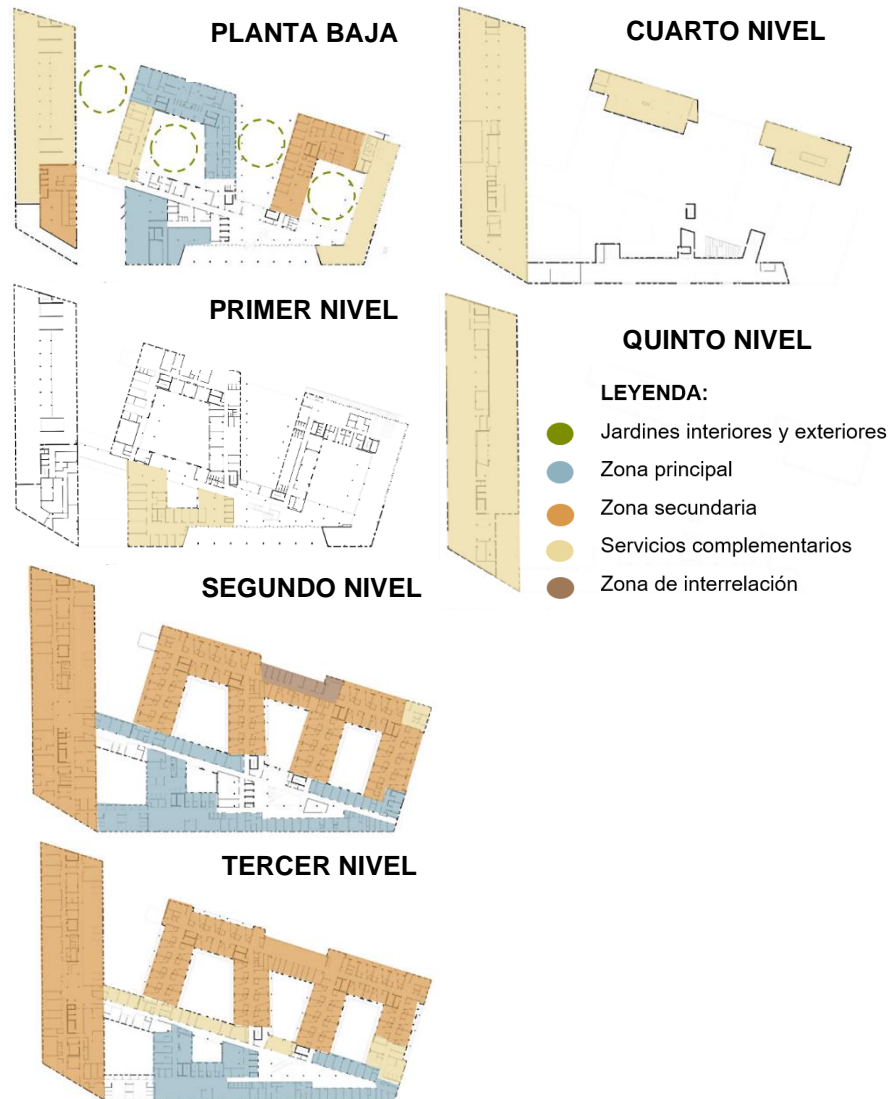 PLANTA BAJA
CUARTO NIVEL
PRIMER NIVEL
QUINTO NIVEL
LEYENDA:
Jardines interiores y exteriores
Zona principal
Zona secundaria
Servicios complementarios
Zona de interrelación
SEGUNDO NIVEL
TERCER NIVEL